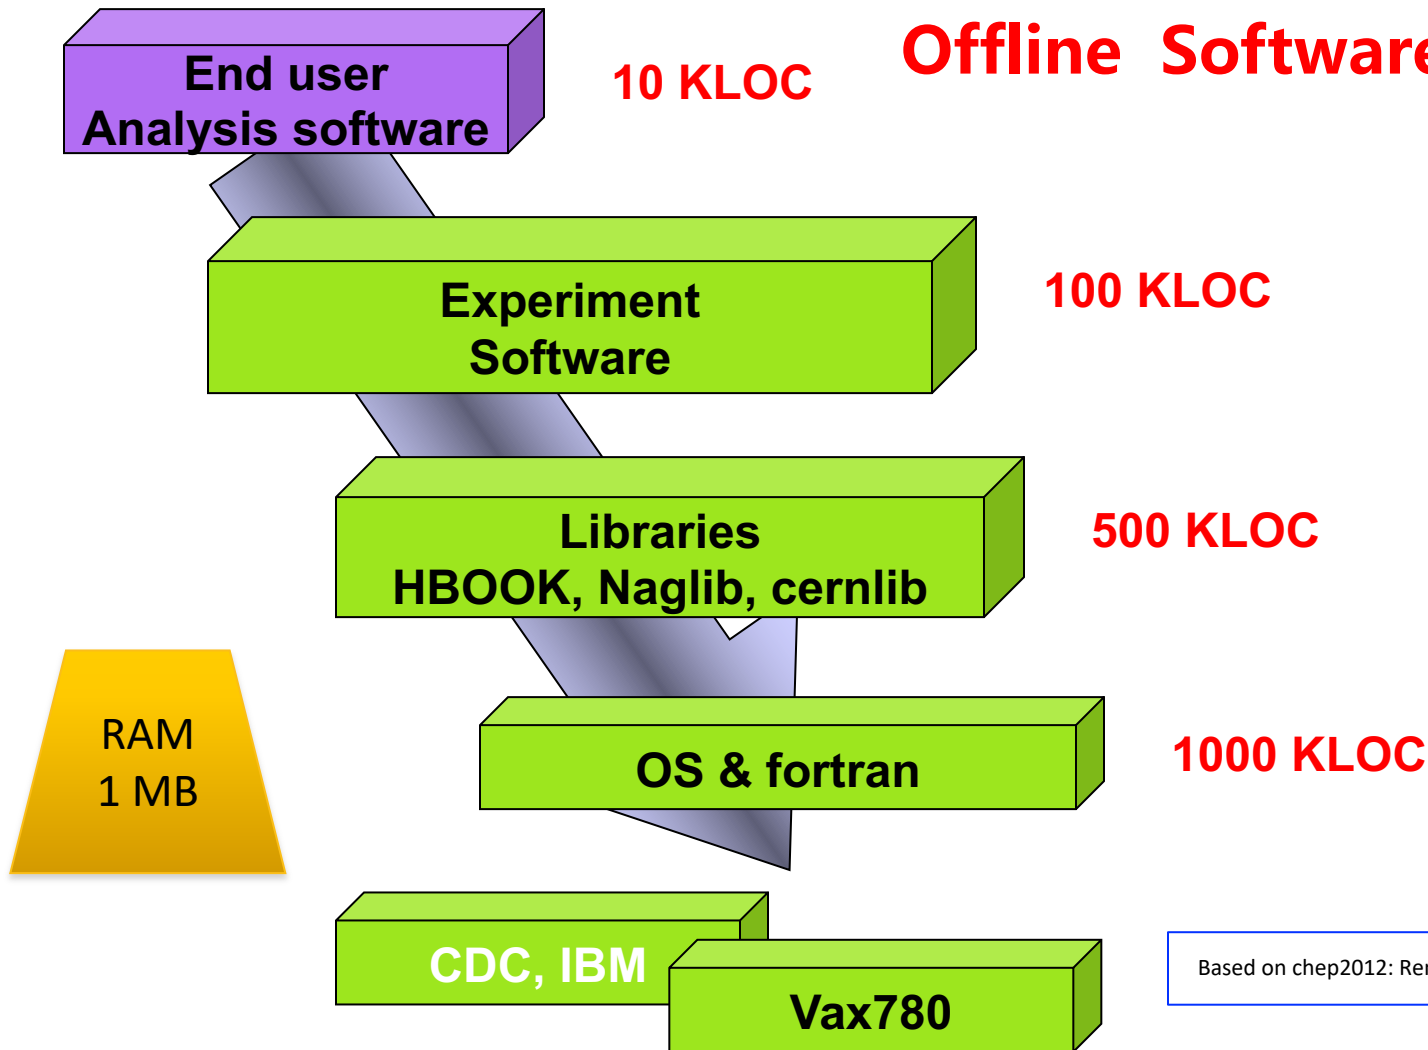 Offline Software
End user
Analysis software
10 KLOC
Experiment
Software
100 KLOC
Libraries
HBOOK, Naglib, cernlib
500 KLOC
RAM
1 MB
OS & fortran
1000 KLOC
CDC, IBM
Vax780
Based on chep2012: